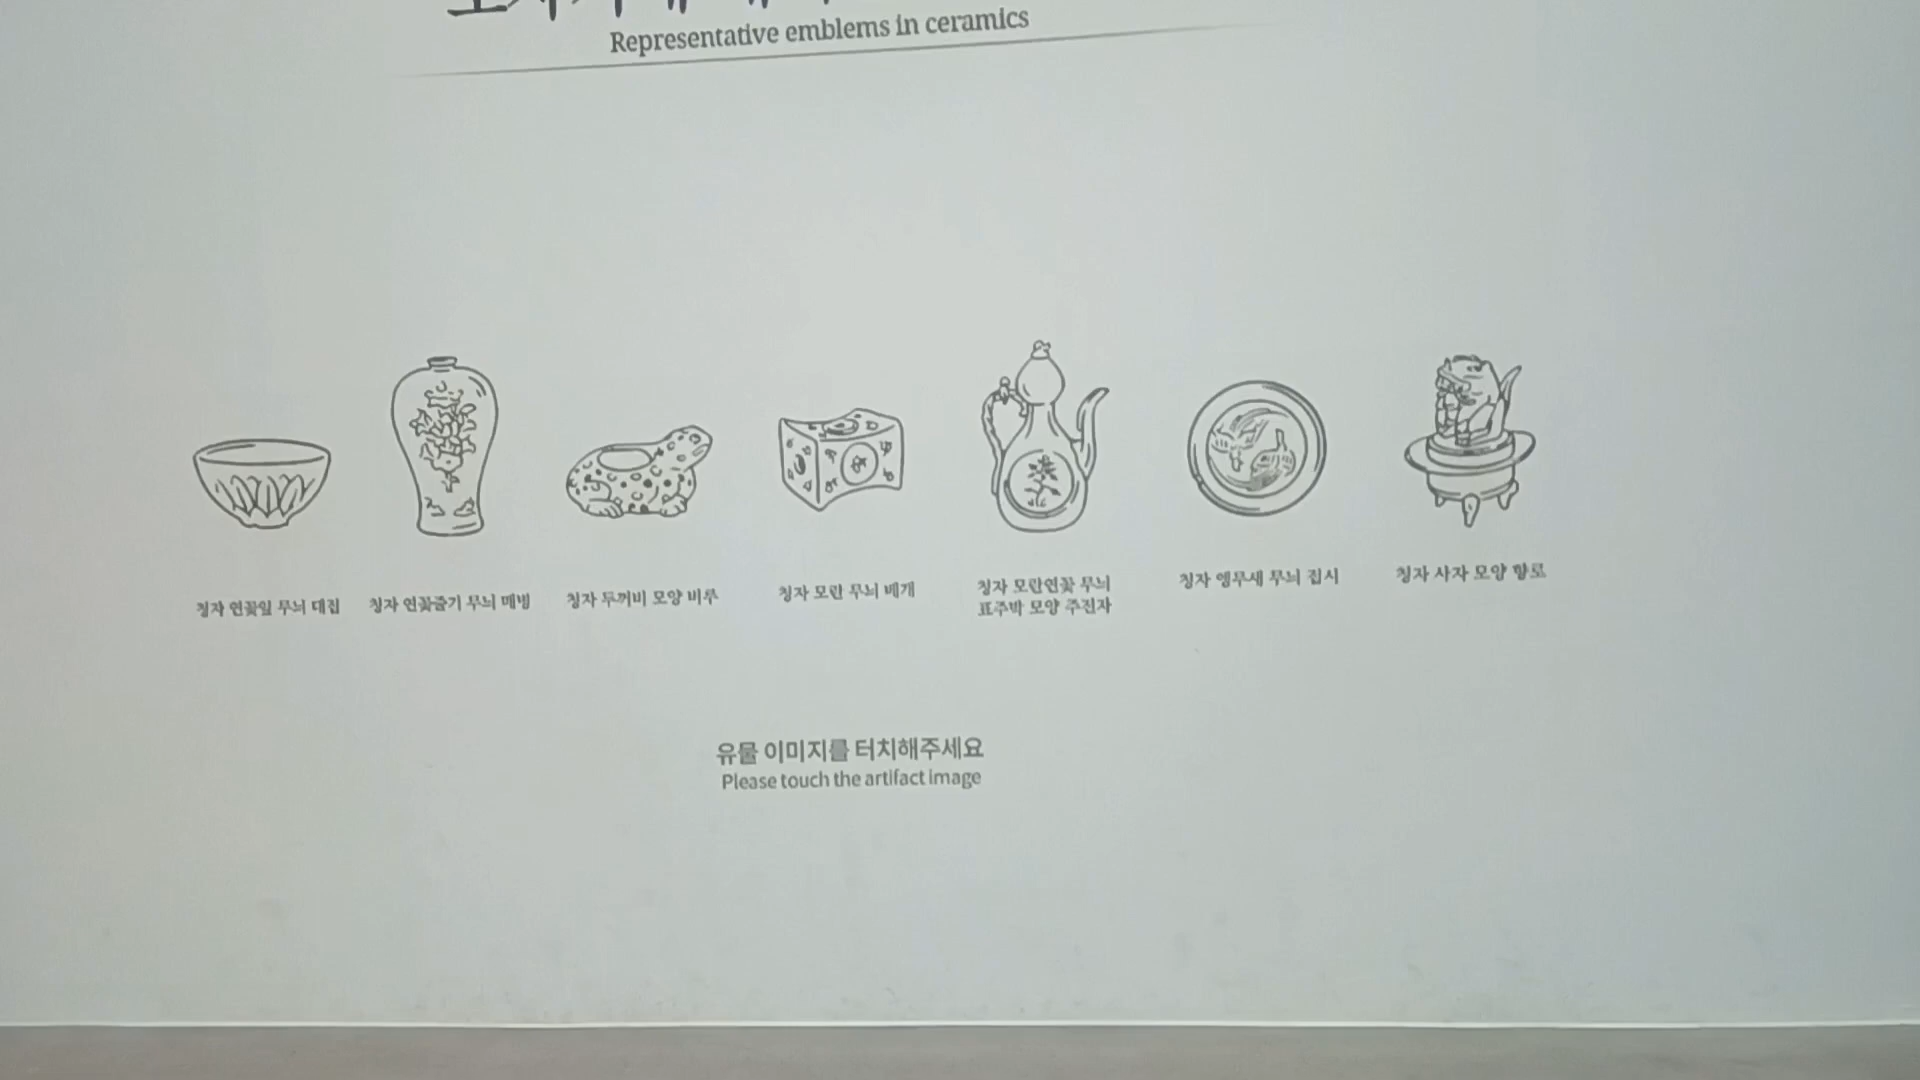 Representative emblems in ceramics
청자 연꽃잎 무늬 대접
청자 연꽃줄기 무늬 매병
청자 두꺼비 모양 벼루
청자 모란 무늬 베개
청자 모란연꽃 무늬
표주박 모양 주전자
청자 앵무새 무늬 접시
청자 사자 모양 향로
유물 이미지를 터치해주세요
Please touch the artifact image